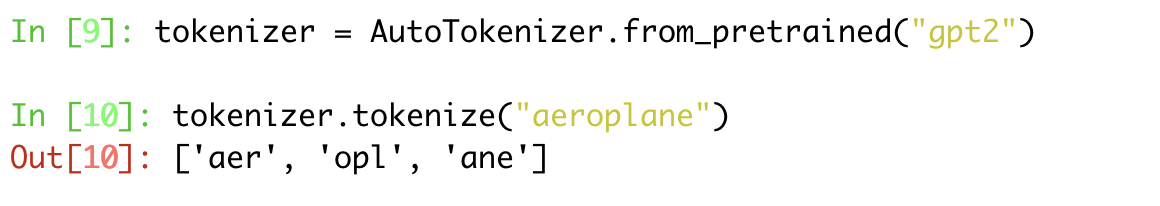 In [9]: tokenizer = AutoTokenizer.from_pretrained("gpt2")
In [10]: tokenizer.tokenize("aeroplane")
Out[10]: ['aer', 'opl', 'ane']